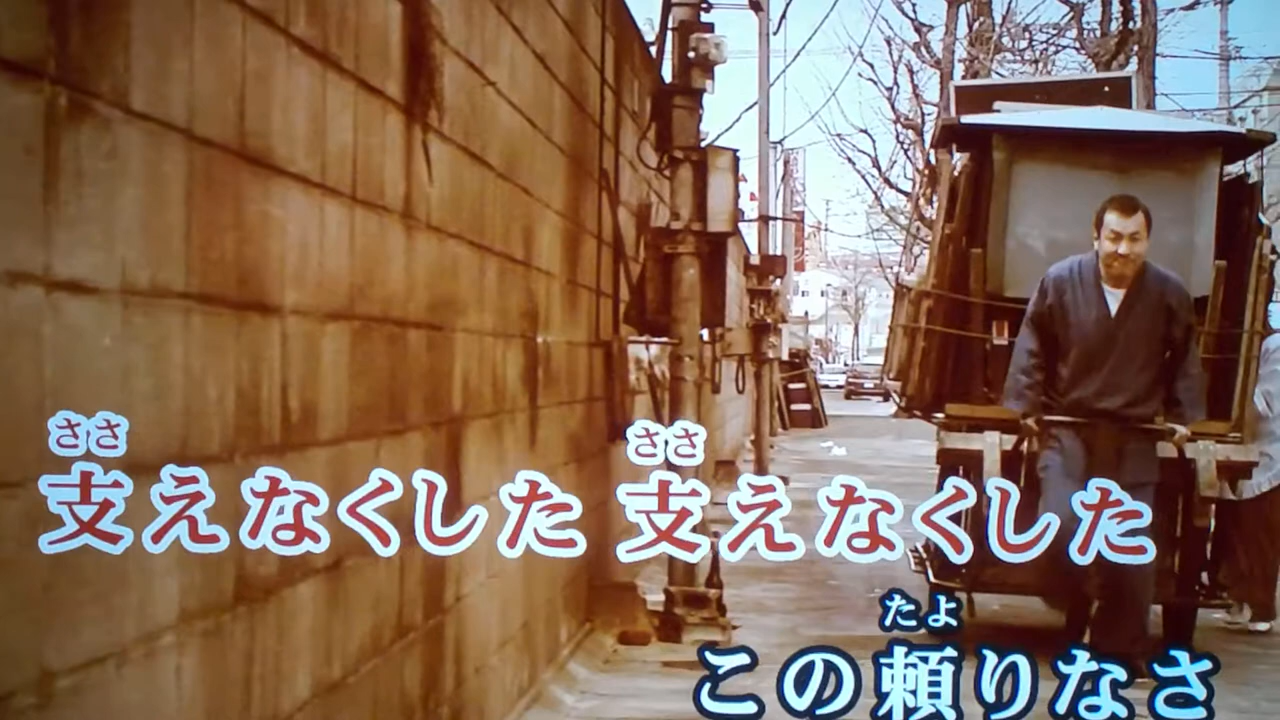 ささ ささ
支えなくした 支えなくした
たよ
この頼りなさ